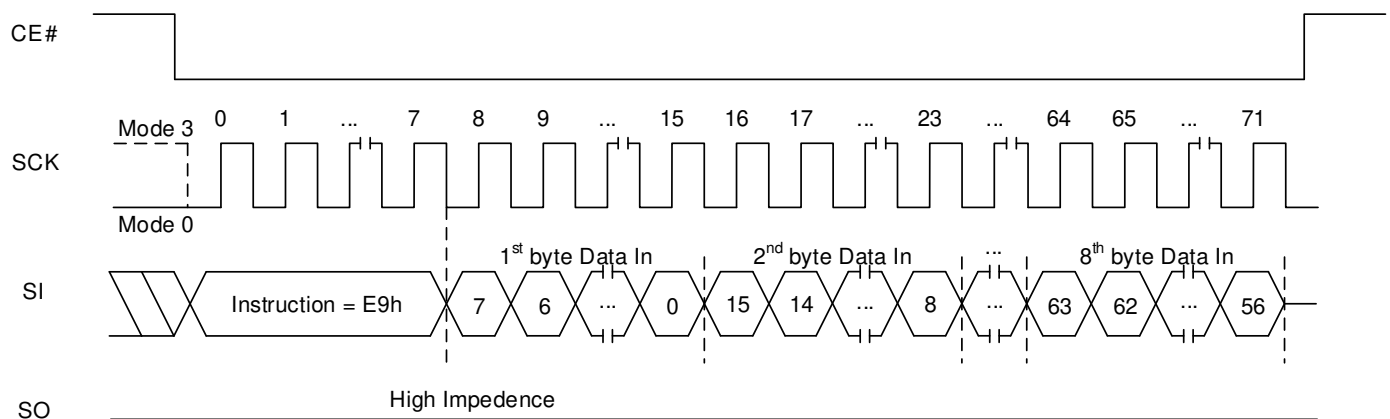 CE#
Mode 3
0 1 ... 7 8 9 ... 15 16 17 ... 23 ... 64 65 ... 71
SCK
Mode 0
1st byte Data In 2nd byte Data In ... 8th byte Data In
SI
Instruction = E9h 7 6 ... 0 15 14 ... 8 ... 63 62 ... 56
High Impedence
SO